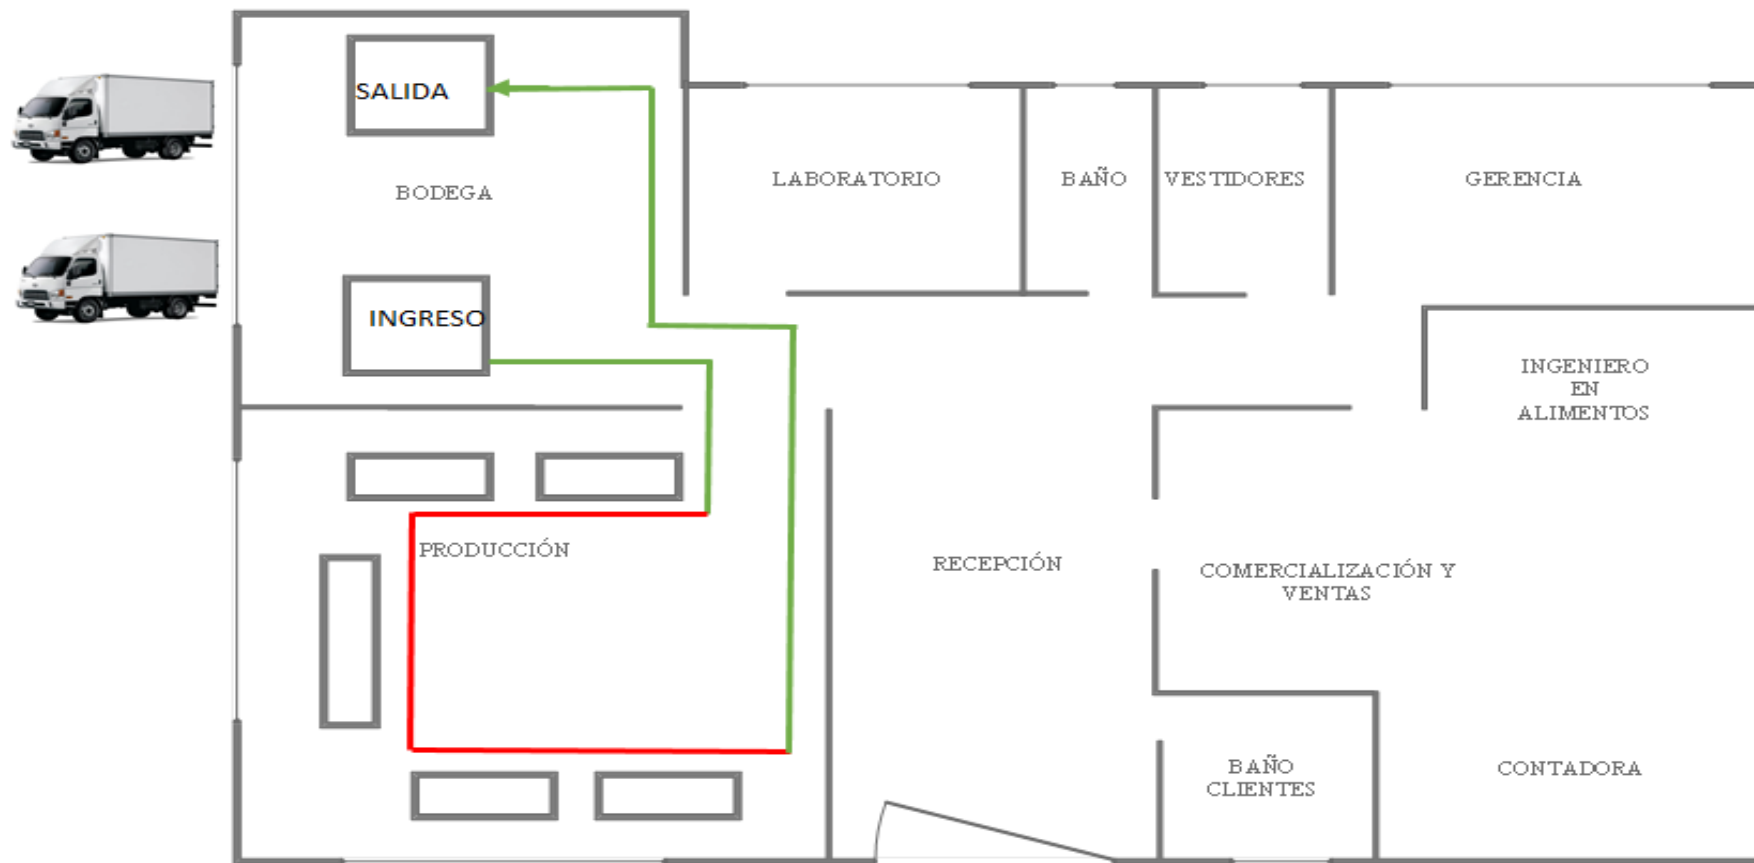 SALIDA
BODEGA
INGRESO
LABORATORIO
BAÑO
VESTIDORES
GERENCIA
INGENIERO
EN
ALIMENTOS
PRODUCCIÓN
RECEPCIÓN
COMERCIALIZACIÓN Y
VENTAS
BAÑO
CLIENTES
CONTADORA